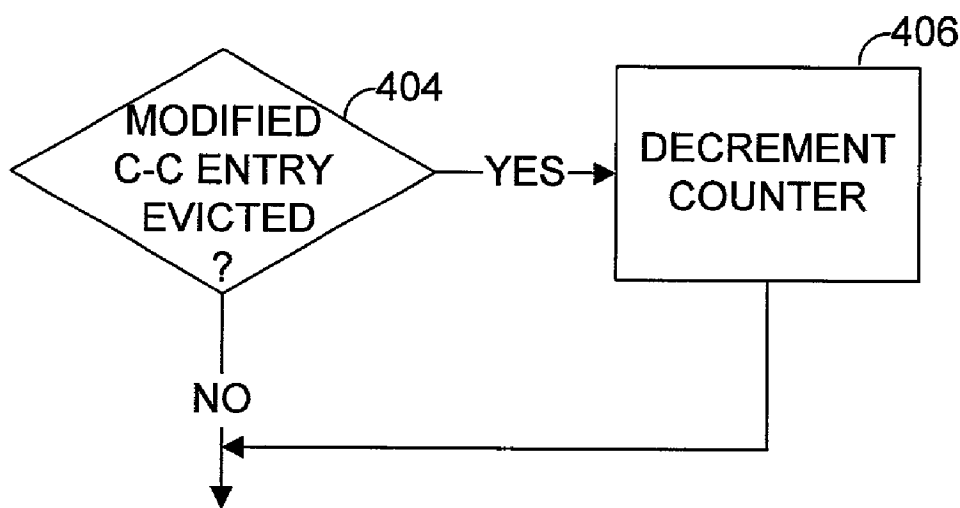 406
404
MODIFIED
C-C ENTRY
EVICTED
?
YES
DECREMENT
COUNTER
NO